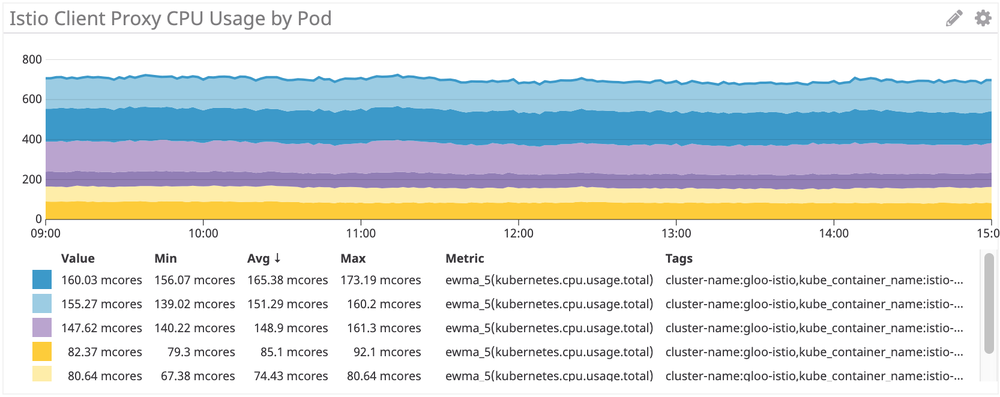 Istio Client Proxy CPU Usage by Pod
800
600
400
200
0
09:00 10:00 11:00 12:00 13:00 14:00 15:0
Value Min Avg ↓ Max Metric Tags
160.03 mcores 156.07 mcores 165.38 mcores 173.19 mcores ewma_5(kubernetes.cpu.usage.total) cluster-name:gloo-istio,kube_container_name:istio-...
155.27 mcores 139.02 mcores 151.29 mcores 160.2 mcores ewma_5(kubernetes.cpu.usage.total) cluster-name:gloo-istio,kube_container_name:istio-...
147.62 mcores 140.22 mcores 148.9 mcores 161.3 mcores ewma_5(kubernetes.cpu.usage.total) cluster-name:gloo-istio,kube_container_name:istio-...
82.37 mcores 79.3 mcores 85.1 mcores 92.1 mcores ewma_5(kubernetes.cpu.usage.total) cluster-name:gloo-istio,kube_container_name:istio-...
80.64 mcores 67.38 mcores 74.43 mcores 80.64 mcores ewma_5(kubernetes.cpu.usage.total) cluster-name:gloo-istio,kube_container_name:istio-...